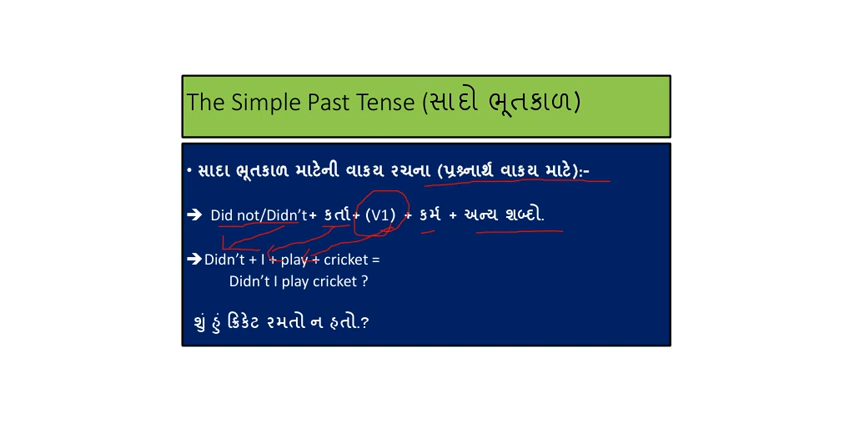 The Simple Past Tense (સાદો ભૂતકાળ)
• સાદા ભૂતકાળ માટેની વાકય રચના (પ્રશ્નાર્થ વાકય માટે):-
➔ Did not/Didn’t+ કર્તા+ (V1) + કર્મ + અન્ય શબ્દો.
➔Didn’t + I + play + cricket =
Didn’t I play cricket ?
શું હું ક્રિકેટ રમતો ન હતો.?